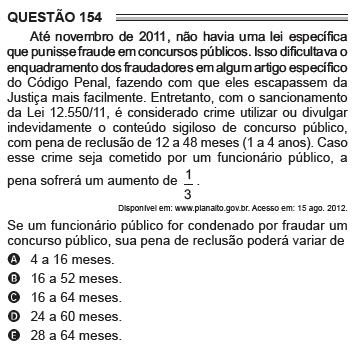 QUESTÃO 154
Até novembro de 2011, não havia uma lei específica
que punisse fraude em concursos públicos. Isso dificultava o
enquadramento dos fraudadores em algum artigo específico
do Código Penal, fazendo com que eles escapassem da
Justiça mais facilmente. Entretanto, com o sancionamento
da Lei 12.550/11, é considerado crime utilizar ou divulgar
indevidamente o conteúdo sigiloso de concurso público,
com pena de reclusão de 12 a 48 meses (1 a 4 anos). Caso
esse crime seja cometido por um funcionário público, a
pena sofrerá um aumento de 1/3.
Disponível em: www.planalto.gov.br. Acesso em: 15 ago. 2012.
Se um funcionário público for condenado por fraudar um
concurso público, sua pena de reclusão poderá variar de
A 4 a 16 meses.
B 16 a 52 meses.
C 16 a 64 meses.
D 24 a 60 meses.
E 28 a 64 meses.